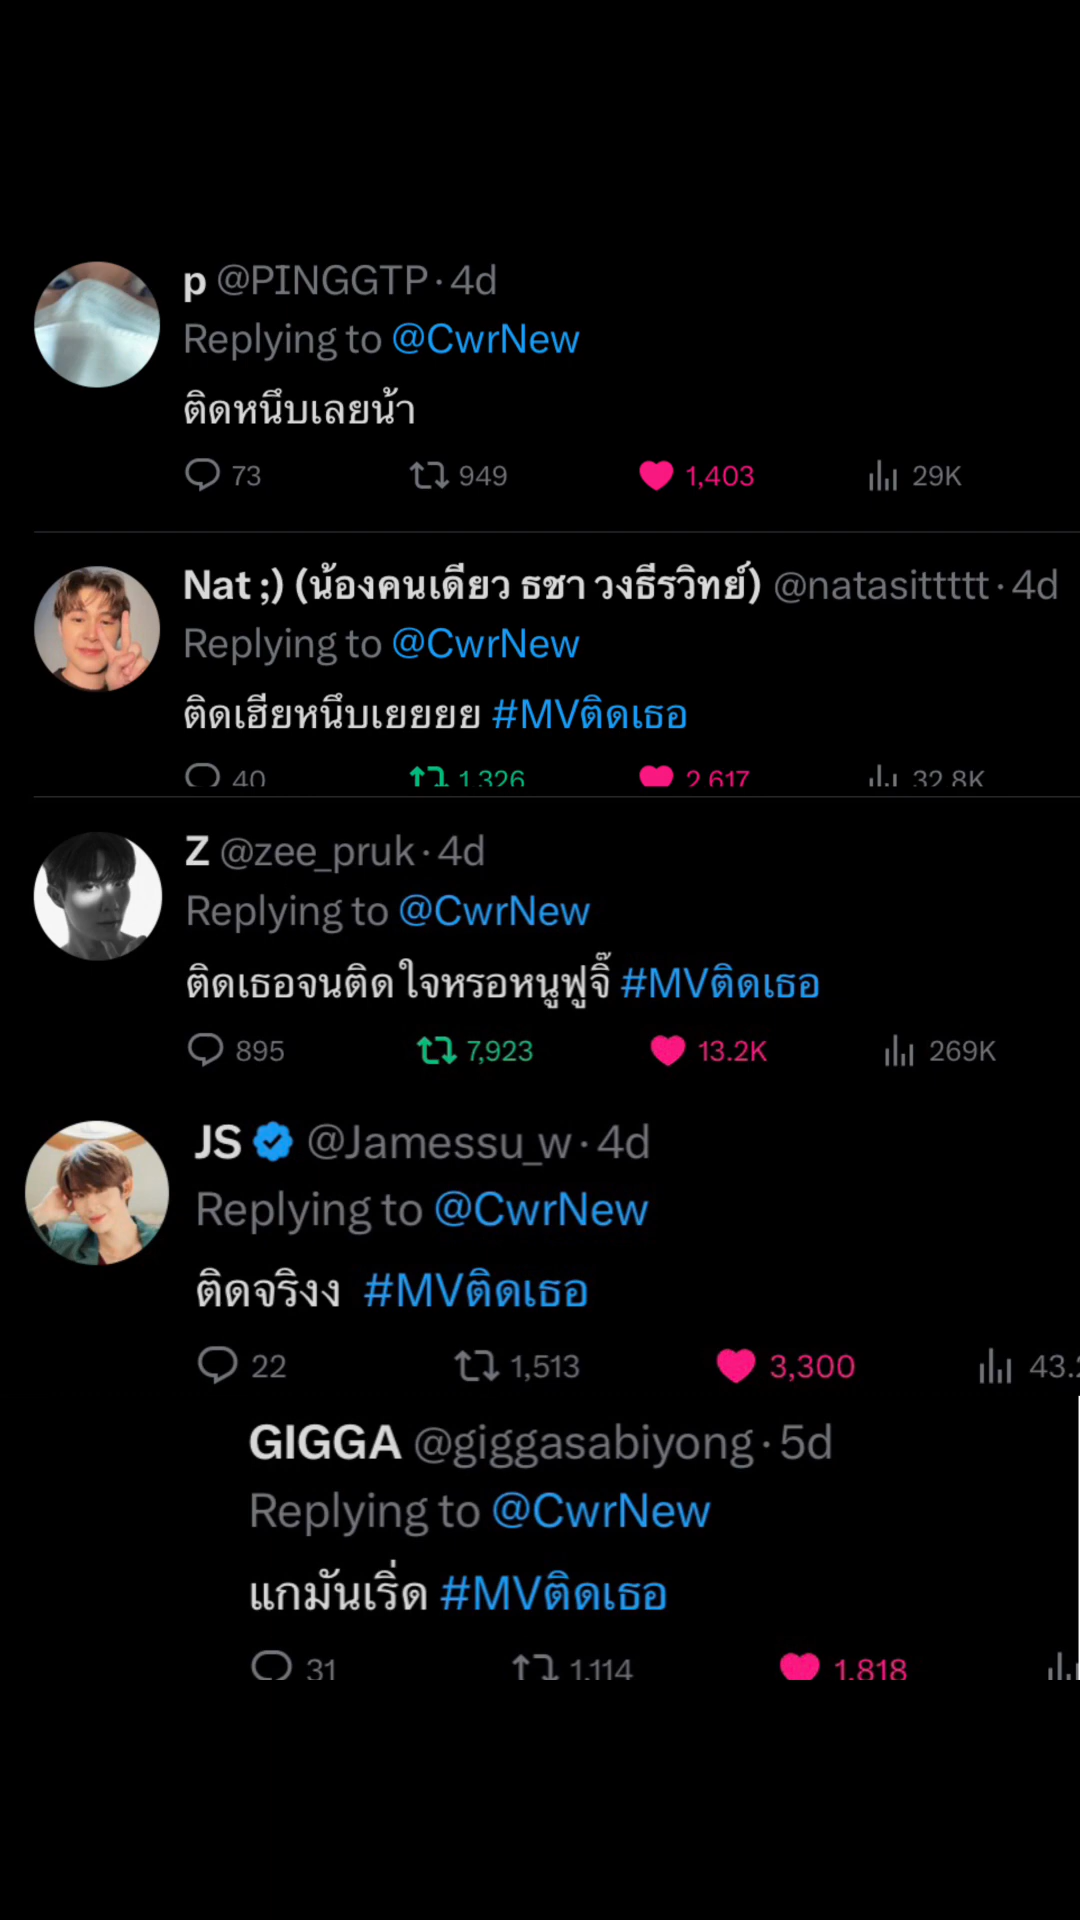 p @PINGGTP · 4d
Replying to @CwrNew
ติดหนึบเลยน้า
73 949 1,403 29K
Nat ;) (น้องคนเดียว ธชา วงธีรวิทย์) @natasittttt · 4d
Replying to @CwrNew
ติดเฮียหนึบเยยยย #MVติดเธอ
40 1,326 2,617 32.8K
Z @zee_pruk · 4d
Replying to @CwrNew
ติดเธอจนติดใจหรอหนูฟูจิ๊ #MVติดเธอ
895 7,923 13.2K 269K
JS @Jamessu_w · 4d
Replying to @CwrNew
ติดจริงง #MVติดเธอ
22 1,513 3,300
GIGGA @giggasabiyong · 5d
Replying to @CwrNew
แกมันเริ่ด #MVติดเธอ
31 1,114 1,818